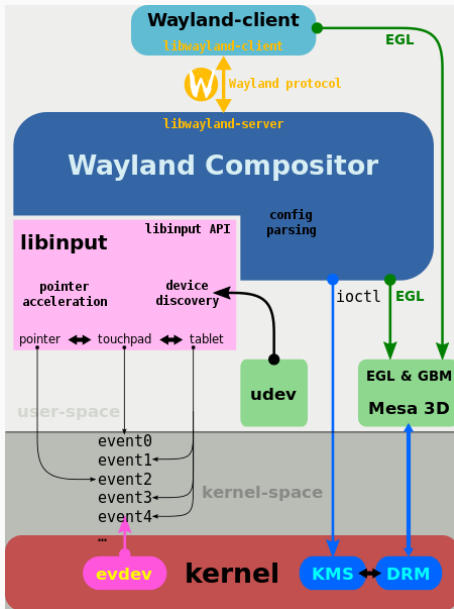 Wayland-client
libwayland-client
EGL
W Wayland protocol
libwayland-server
Wayland Compositor
config
parsing
libinput API
libinput
pointer
acceleration
device
discovery
ioctl
EGL
pointer touchpad tablet
EGL & GBM
Mesa 3D
udev
user-space
event0
event1
event2
event3
event4
...
kernel-space
evdev
kernel
KMS
DRM